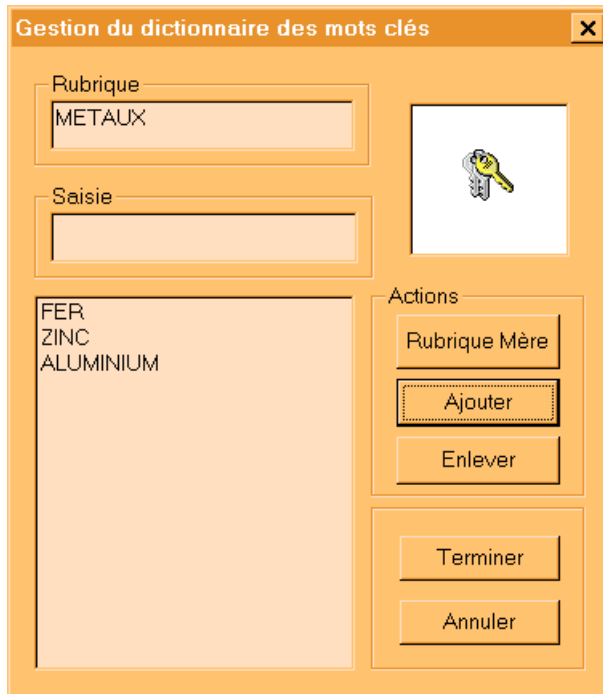 Gestion du dictionnaire des mots clés
Rubrique
METAUX
Saisie
FER
ZINC
ALUMINIUM
Actions
Rubrique Mère
Ajouter
Enlever
Terminer
Annuler